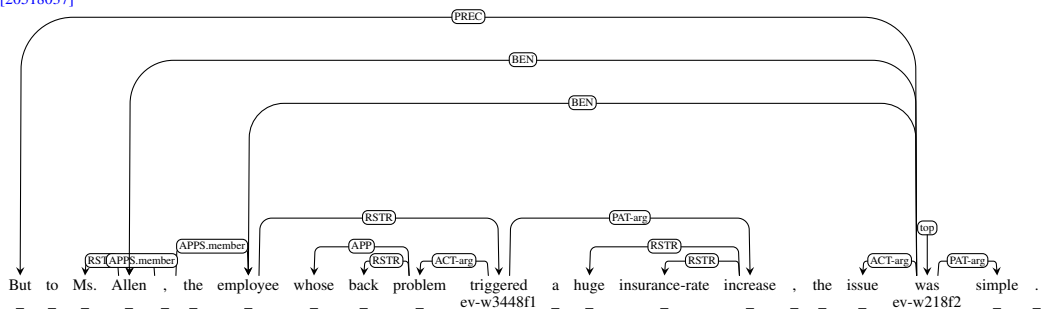 [20518037]
PREC
BEN
BEN
top
RSTR PAT-arg
APPS.member APP RSTR
RST APPS.member RSTR ACT-arg RSTR ACT-arg PAT-arg
But to Ms. Allen , the employee whose back problem triggered a huge insurance-rate increase , the issue was simple .
ev-w3448f1 ev-w218f2